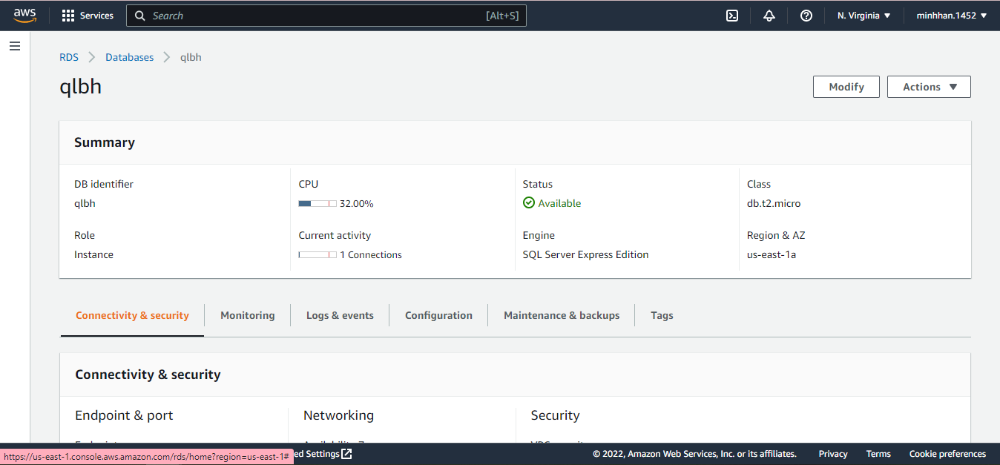 aws Services Search [Alt+S] N. Virginia minhhan.1452
RDS Databases qlbh
qlbh
Modify Actions
Summary
DB identifier CPU Status Class
qlbh 32.00% Available db.t2.micro
Role Current activity Engine Region & AZ
Instance 1 Connections SQL Server Express Edition us-east-1a
Connectivity & security Monitoring Logs & events Configuration Maintenance & backups Tags
Connectivity & security
Endpoint & port Networking Security
https://us-east-1.console.aws.amazon.com/rds/home?region=us-east-1# ed Settings © 2022, Amazon Web Services, Inc. or its affiliates. Privacy Terms Cookie preferences